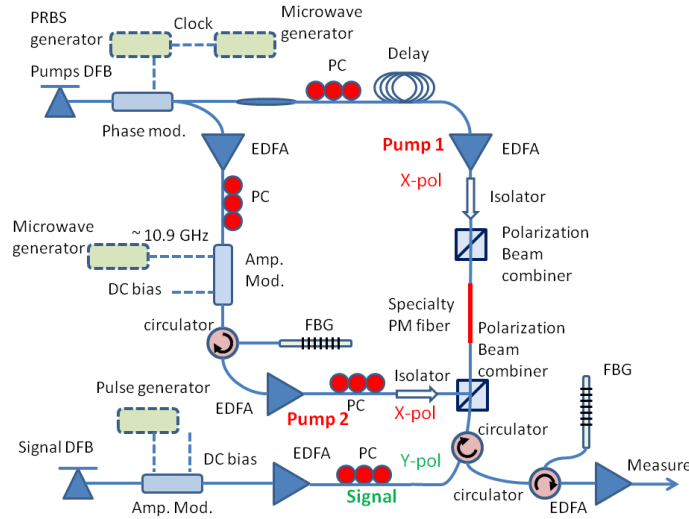 PRBS
generator
Clock
Microwave
generator
Pumps DFB
Phase mod.
PC
Delay
EDFA
Pump 1
EDFA
X-pol
Isolator
PC
Microwave
generator
~ 10.9 GHz
Amp.
Mod.
DC bias
Polarization
Beam
combiner
Specialty
PM fiber
circulator
FBG
Polarization
Beam
combiner
FBG
Isolator
EDFA
Pump 2
PC
X-pol
Pulse generator
Signal DFB
DC bias
EDFA
PC
Y-pol
circulator
Amp. Mod.
Signal
circulator
EDFA
Measure